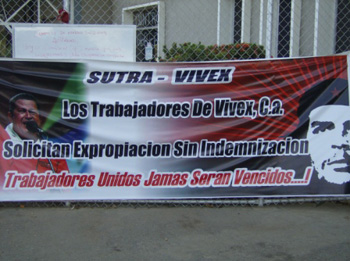 SUTRA - VIVEX
Los Trabajadores De Vivex, C.a.
Solicitan Expropiacion Sin Indemnizacion
Trabajadores Unidos Jamas Seran Vencidos....!